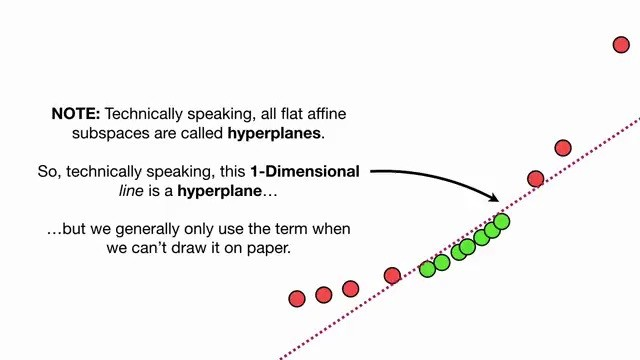 NOTE: Technically speaking, all flat affine
subspaces are called hyperplanes.
So, technically speaking, this 1-Dimensional
line is a hyperplane…
…but we generally only use the term when
we can’t draw it on paper.